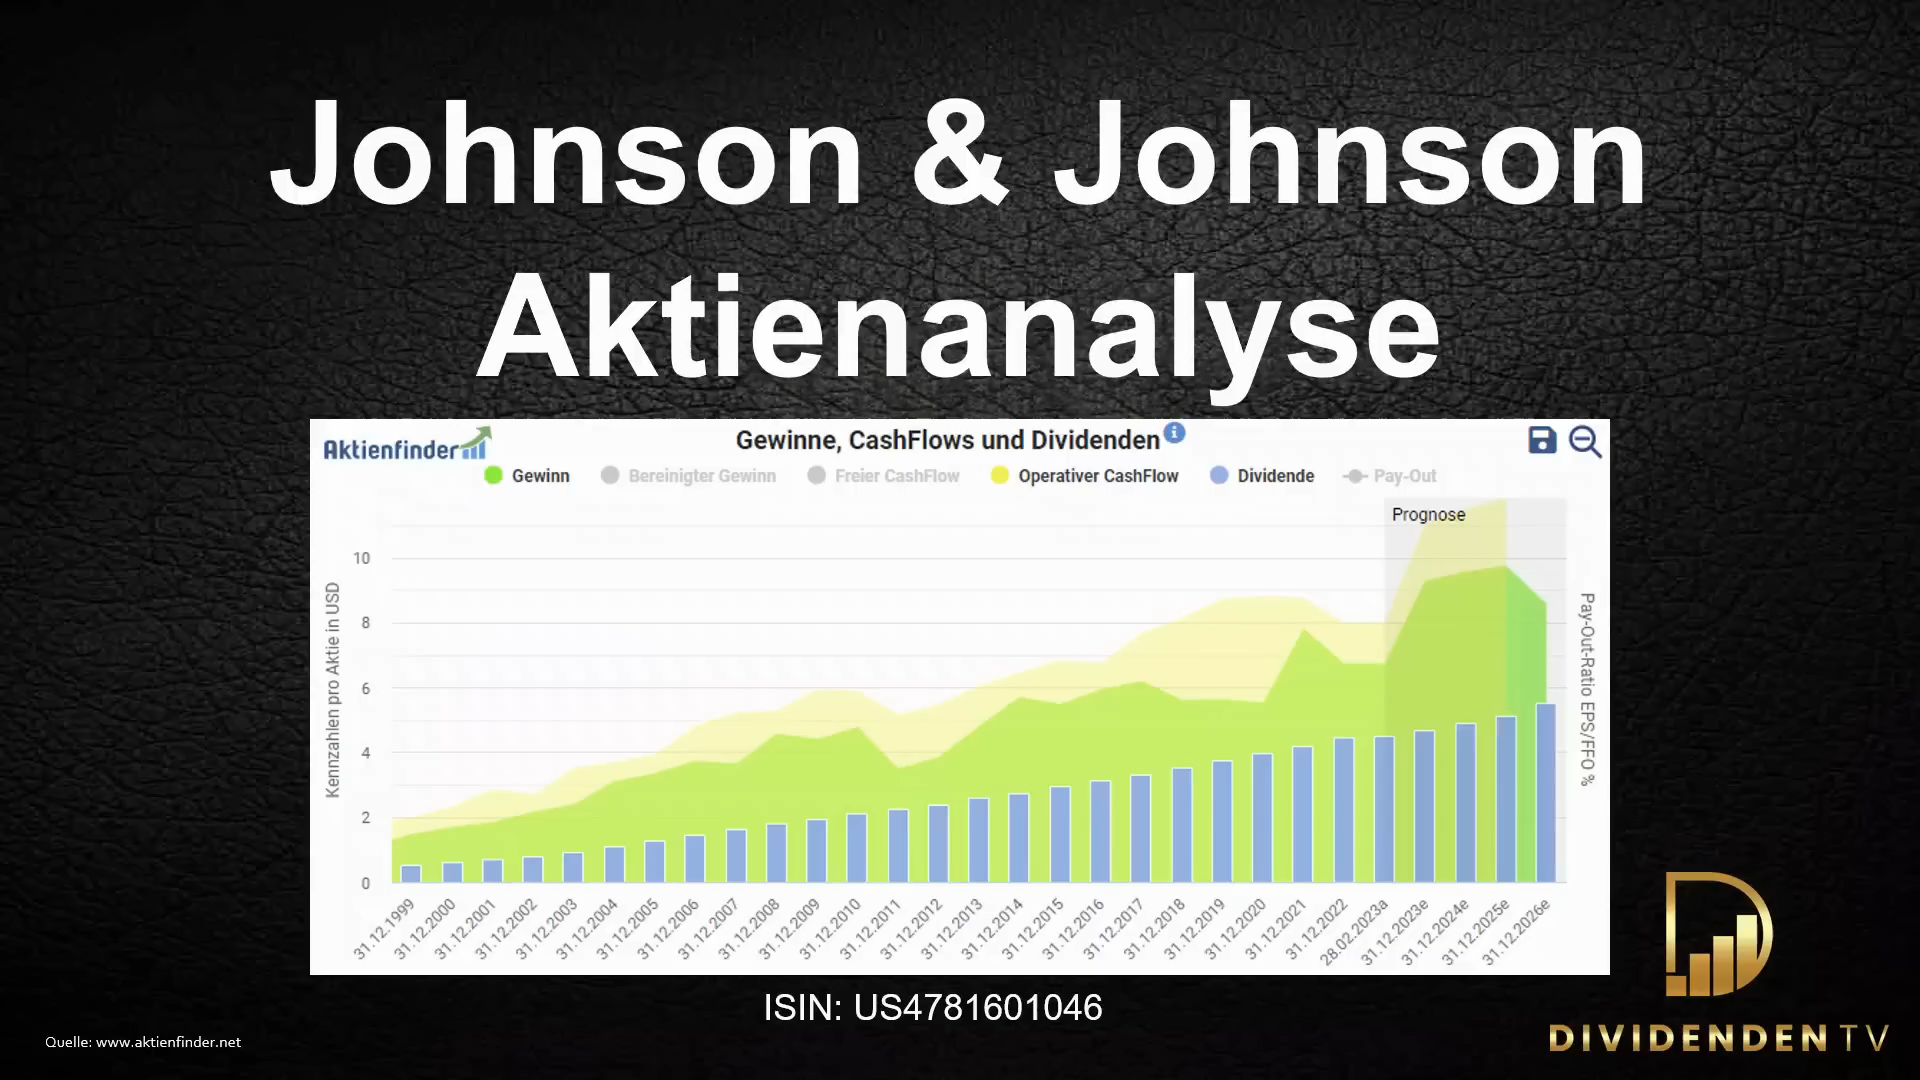 Johnson & Johnson
Aktienanalyse
Aktienfinder
Gewinne, CashFlows und Dividenden
i
Gewinn Bereinigter Gewinn Freier CashFlow Operativer CashFlow Dividende Pay-Out
Prognose
Kennzahlen pro Aktie in USD
10
8
6
4
2
0
Pay-Out-Ratio EPS/FFO %
31.12.1999 31.12.2000 31.12.2001 31.12.2002 31.12.2003 31.12.2004 31.12.2005 31.12.2006 31.12.2007 31.12.2008 31.12.2009 31.12.2010 31.12.2011 31.12.2012 31.12.2013 31.12.2014 31.12.2015 31.12.2016 31.12.2017 31.12.2018 31.12.2019 31.12.2020 31.12.2021 31.12.2022 28.02.2023a 31.12.2023e 31.12.2024e 31.12.2025e 31.12.2026e
ISIN: US4781601046
Quelle: www.aktienfinder.net
DIVIDENDEN TV